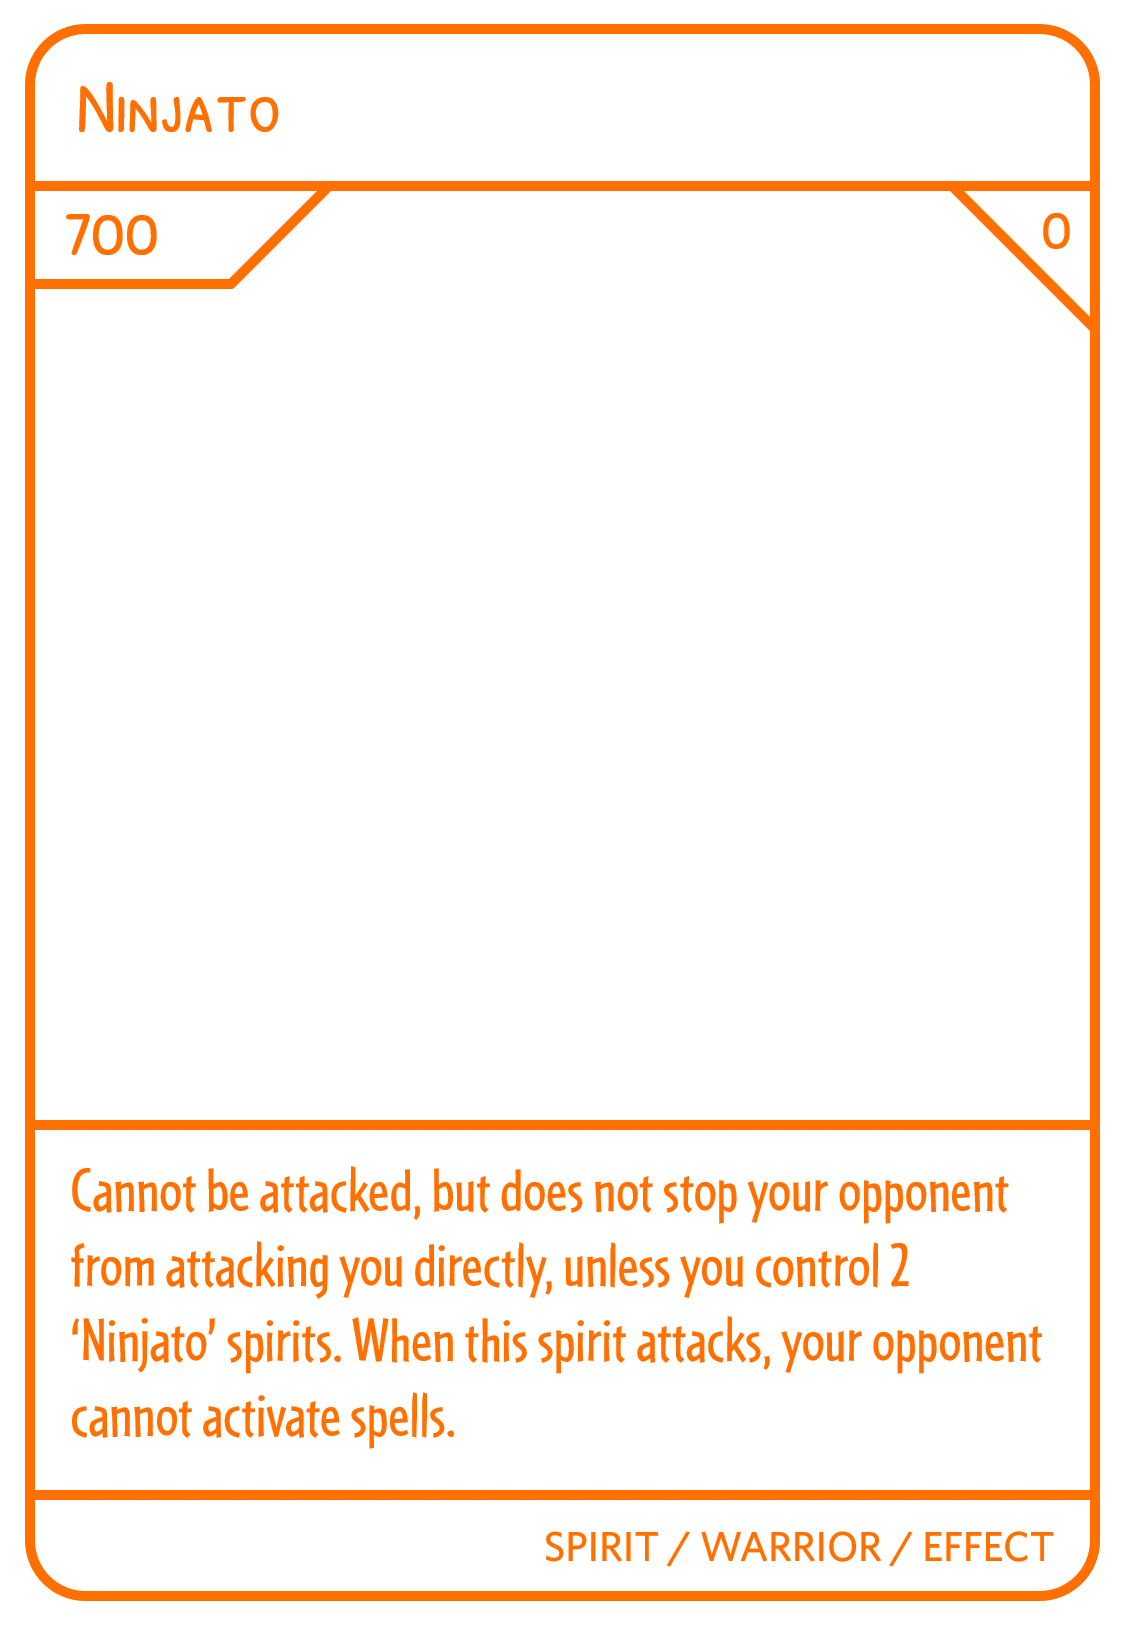 Ninjato
700
0
Cannot be attacked, but does not stop your opponent
from attacking you directly, unless you control 2
‘Ninjato’ spirits. When this spirit attacks, your opponent
cannot activate spells.
SPIRIT / WARRIOR / EFFECT